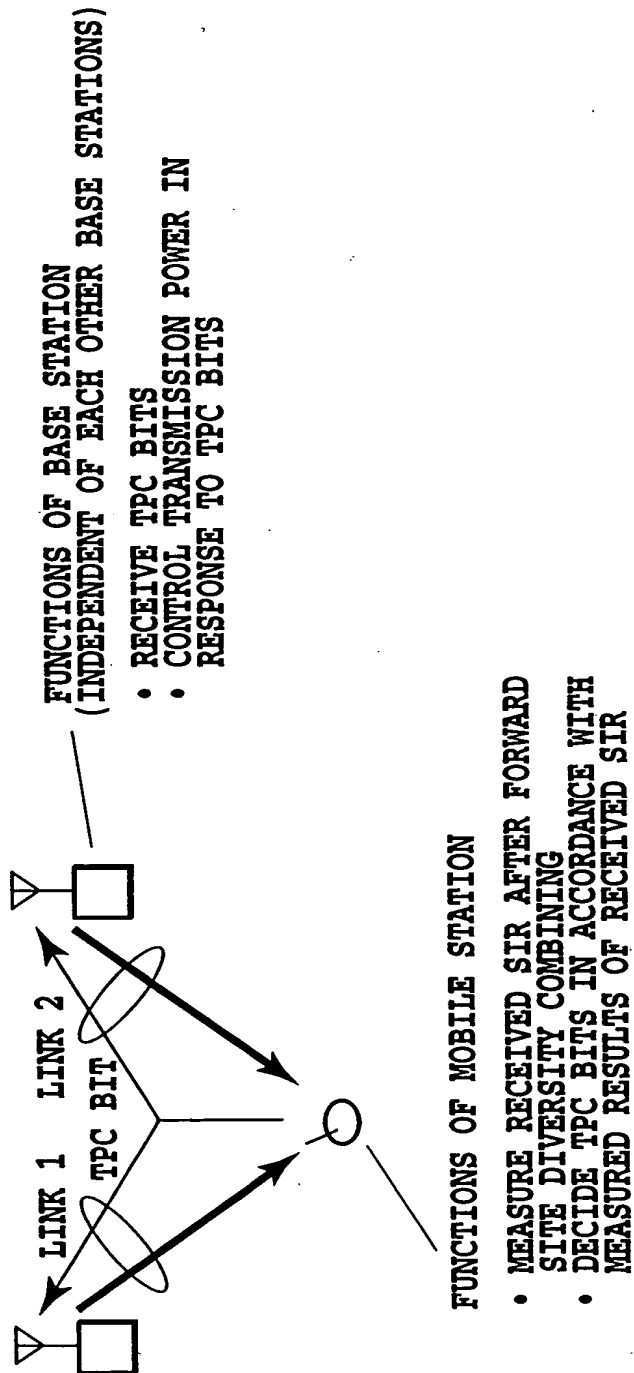 LINK 1 LINK 2
TPC BIT
FUNCTIONS OF BASE STATION
(INDEPENDENT OF EACH OTHER BASE STATIONS)
• RECEIVE TPC BITS
• CONTROL TRANSMISSION POWER IN
RESPONSE TO TPC BITS
FUNCTIONS OF MOBILE STATION
• MEASURE RECEIVED SIR AFTER FORWARD
SITE DIVERSITY COMBINING
• DECIDE TPC BITS IN ACCORDANCE WITH
MEASURED RESULTS OF RECEIVED SIR